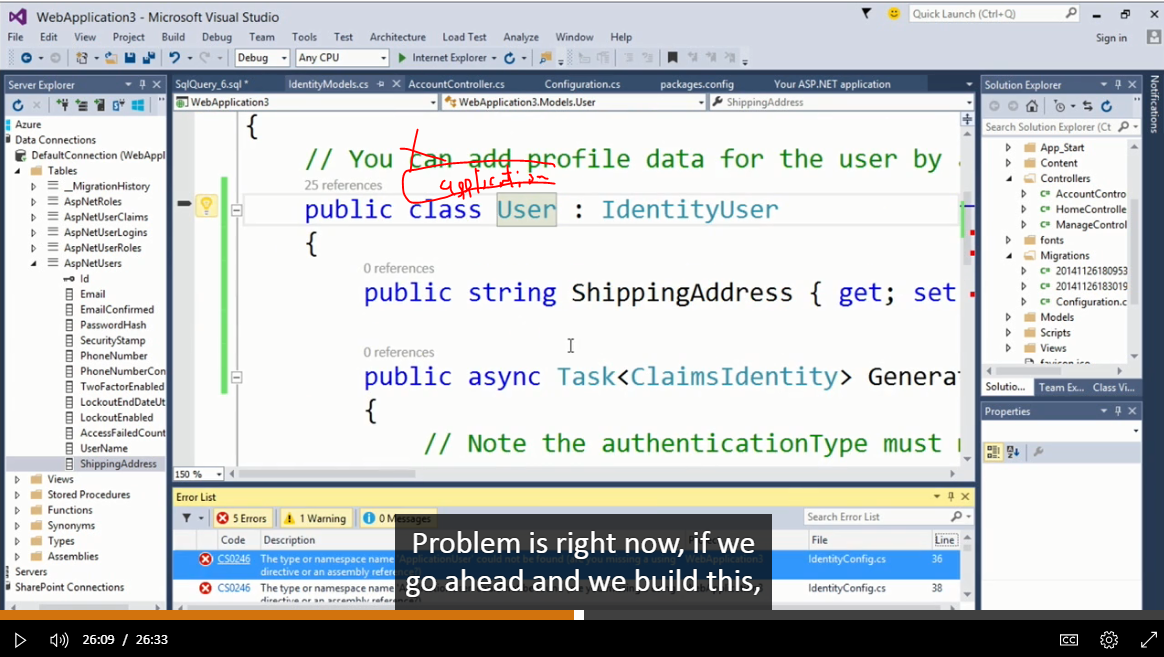 WebApplication3 - Microsoft Visual Studio
Quick Launch (Ctrl+Q)
File Edit View Project Build Debug Team Tools Test Architecture Load Test Analyze Window Help
Sign in
Debug Any CPU Internet Explorer
Server Explorer
Azure
Data Connections
DefaultConnection (WebAppl
Tables
__MigrationHistory
AspNetRoles
AspNetUserClaims
AspNetUserLogins
AspNetUserRoles
AspNetUsers
Id
Email
EmailConfirmed
PasswordHash
SecurityStamp
PhoneNumber
PhoneNumberCon
TwoFactorEnabled
LockoutEndDateUt
LockoutEnabled
AccessFailedCount
UserName
ShippingAddress
Views
Stored Procedures
Functions
Synonyms
Types
Assemblies
Servers
SharePoint Connections
SqlQuery_6.sql * IdentityModels.cs AccountController.cs Configuration.cs packages.config Your ASP.NET application
WebApplication3 WebApplication3.Models.User ShippingAddress
{
// You can add profile data for the user by
application
25 references
public class User : IdentityUser
{
0 references
public string ShippingAddress { get; set
0 references
public async Task<ClaimsIdentity> Genera
{
// Note the authenticationType must
150 %
Error List
5 Errors 1 Warning 0 Messages
Search Error List
Code Description File Line
CS0246 The type or namespace name IdentityConfig.cs 36
directive or an assembly reference?)
CS0246 The type or namespace name IdentityConfig.cs 38
directive or an assembly reference?)
Problem is right now, if we
go ahead and we build this,
Solution Explorer
Search Solution Explorer (Ct
App_Start
Content
Controllers
AccountContro
HomeControlle
ManageControl
fonts
Migrations
20141126180953
20141126183019
Configuration.c
Models
Scripts
Views
favicon.ico
Solutio... Team Ex... Class Vi...
Properties
Notifications
26:09 / 26:33
CC